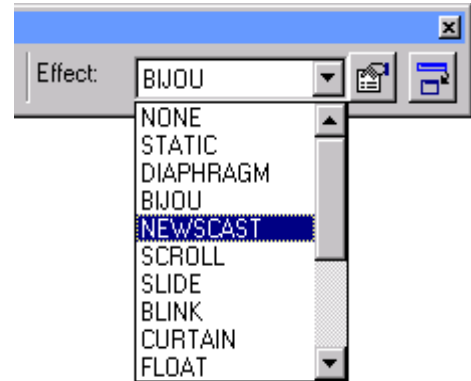 Effect: BIJOU
NONE
STATIC
DIAPHRAGM
BIJOU
NEWSCAST
SCROLL
SLIDE
BLINK
CURTAIN
FLOAT